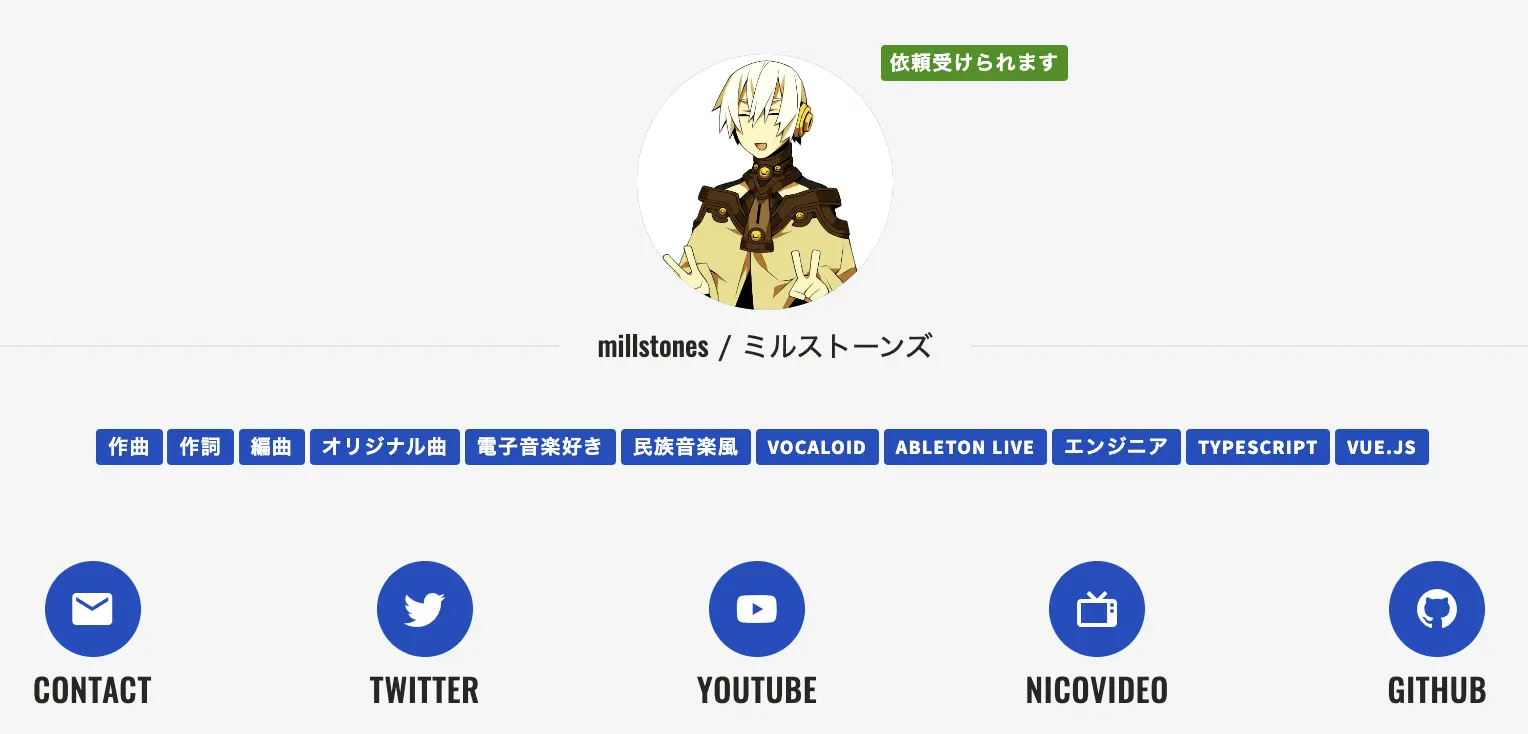 依頼受けられます
millstones / ミルストーンズ
作曲 作詞 編曲 オリジナル曲 電子音楽好き 民族音楽風 VOCALOID ABLETON LIVE エンジニア TYPESCRIPT VUE.JS
CONTACT TWITTER YOUTUBE NICOVIDEO GITHUB